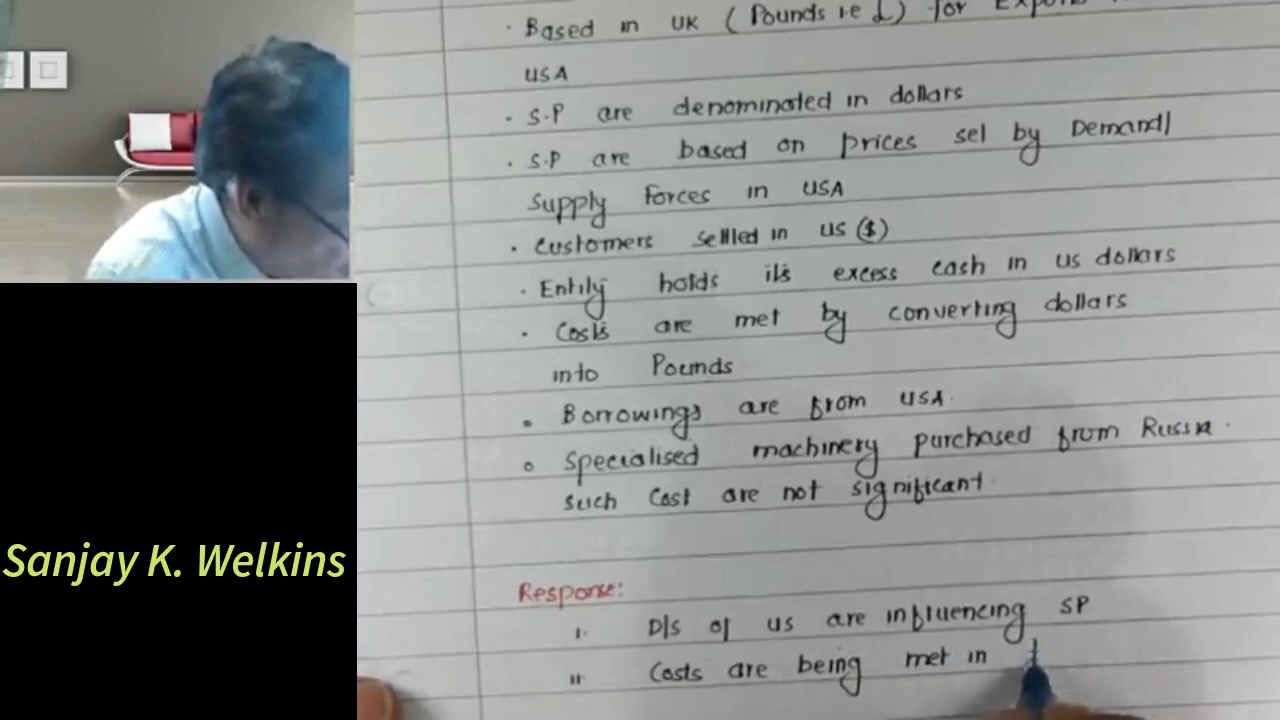 · Based in UK ( Pounds ie £) for Export
USA
· S.P are denominated in dollars
· S.P are based on prices set by Demand/
Supply forces in USA
· Customers settled in US ($)
· Entity holds its excess cash in us dollars
· Costs are met by converting dollars
into Pounds
· Borrowings are from USA.
· Specialised machinery purchased from Russia.
Such Cost are not significant.
Response:
i. D/S of us are influencing SP
ii Costs are being met in
Sanjay K. Welkins